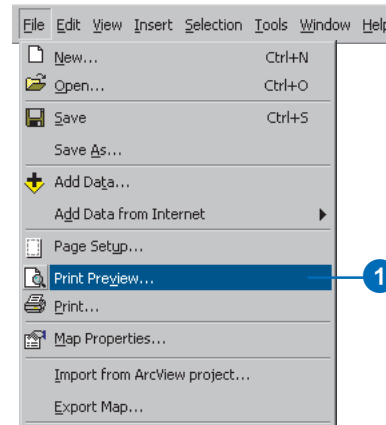 File Edit View Insert Selection Tools Window Help
New... Ctrl+N
Open... Ctrl+O
Save Ctrl+S
Save As...
Add Data...
Add Data from Internet
Page Setup...
Print Preview... 1
Print...
Map Properties...
Import from ArcView project...
Export Map...